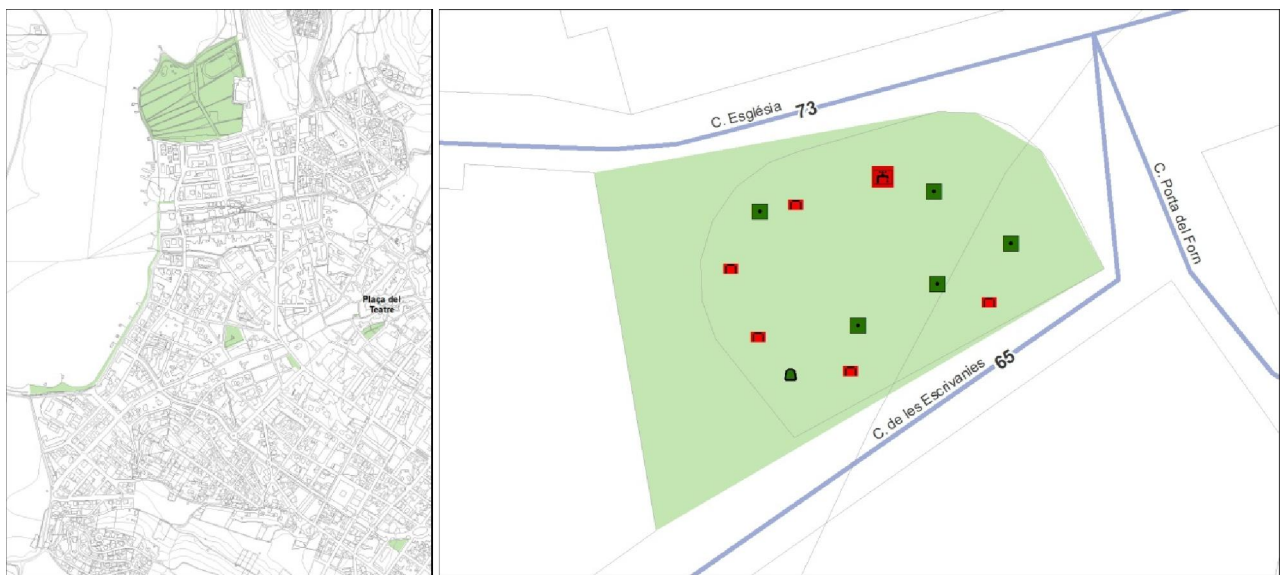 Plaça del
Teatre
C. Església 73
C. Porta del Forn
C. de les Escrivanies 65